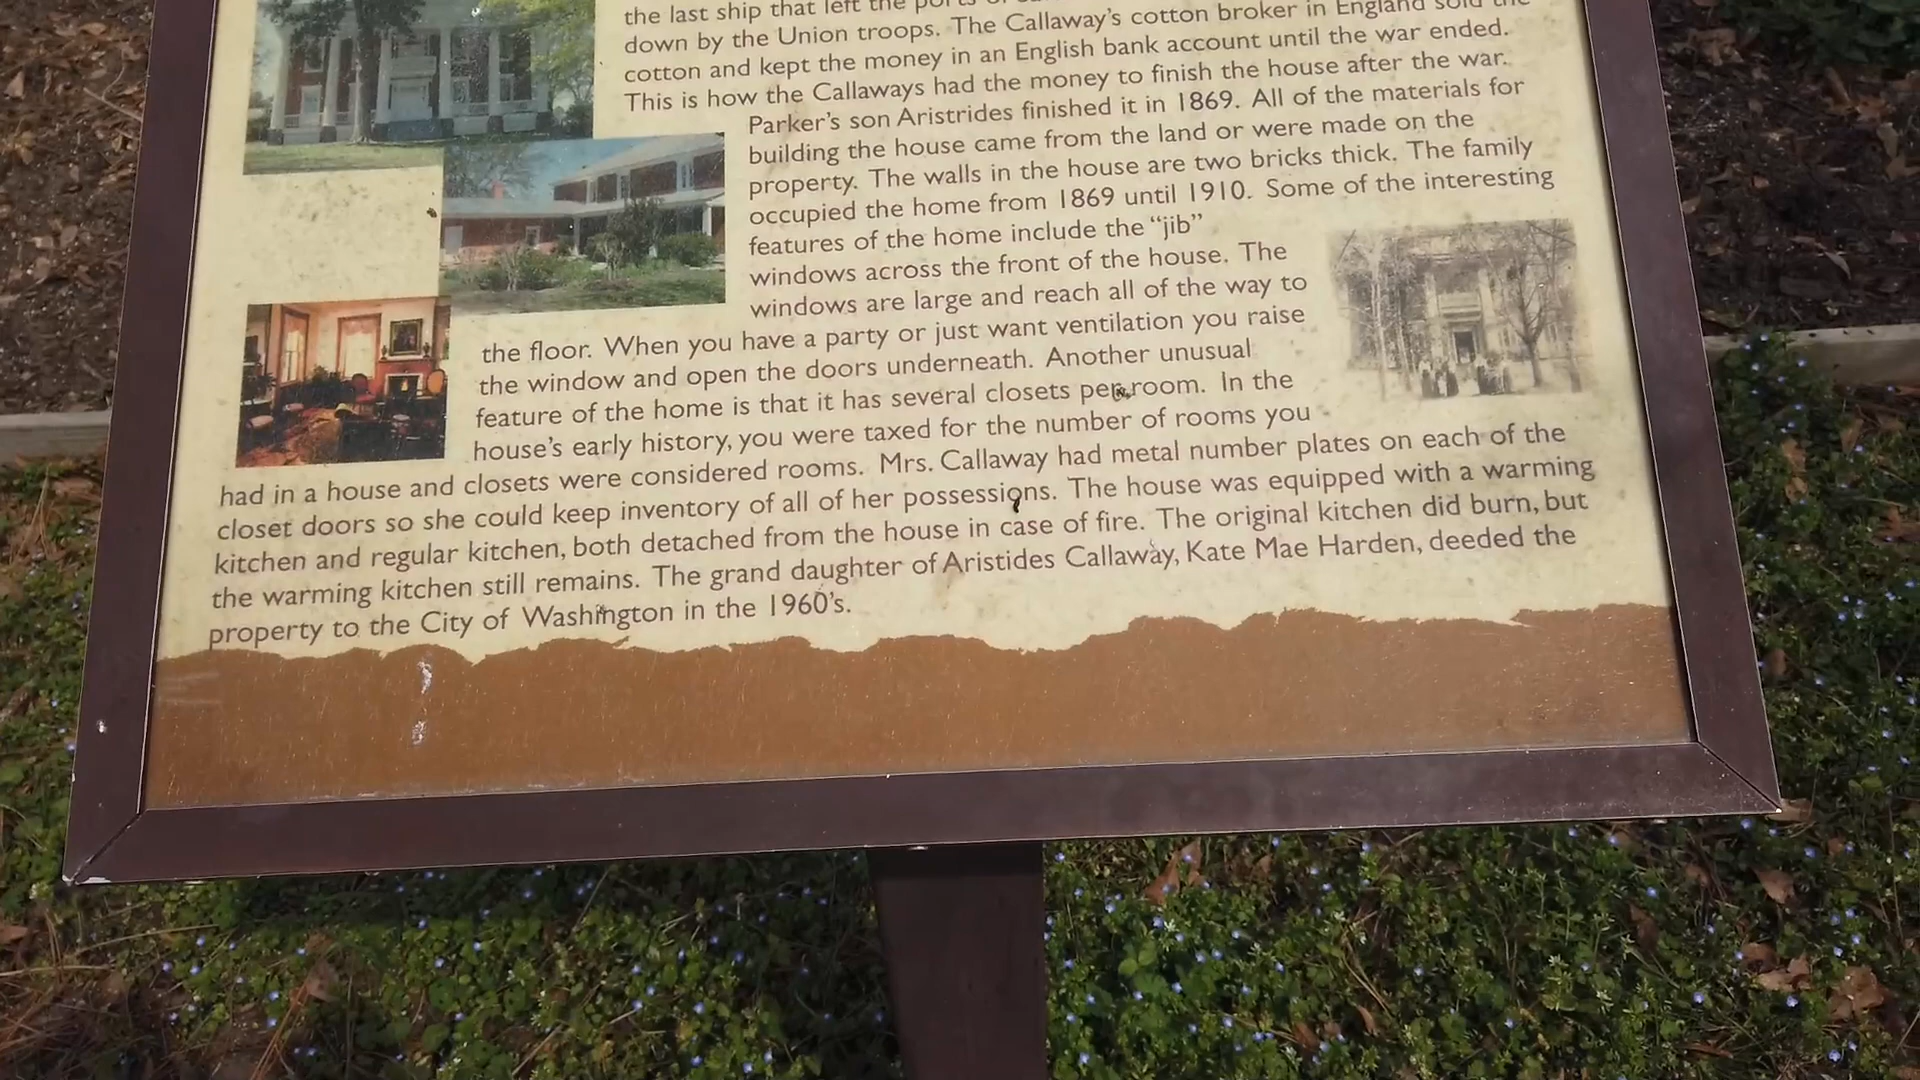 the last ship that left the ports of
down by the Union troops. The Callaway's cotton broker in England sold the
cotton and kept the money in an English bank account until the war ended.
This is how the Callaways had the money to finish the house after the war.
Parker's son Aristrides finished it in 1869. All of the materials for
building the house came from the land or were made on the
property. The walls in the house are two bricks thick. The family
occupied the home from 1869 until 1910. Some of the interesting
features of the home include the "jib"
windows across the front of the house. The
windows are large and reach all of the way to
the floor. When you have a party or just want ventilation you raise
the window and open the doors underneath. Another unusual
feature of the home is that it has several closets per room. In the
house's early history, you were taxed for the number of rooms you
had in a house and closets were considered rooms. Mrs. Callaway had metal number plates on each of the
closet doors so she could keep inventory of all of her possessions. The house was equipped with a warming
kitchen and regular kitchen, both detached from the house in case of fire. The original kitchen did burn, but
the warming kitchen still remains. The grand daughter of Aristides Callaway, Kate Mae Harden, deeded the
property to the City of Washington in the 1960's.